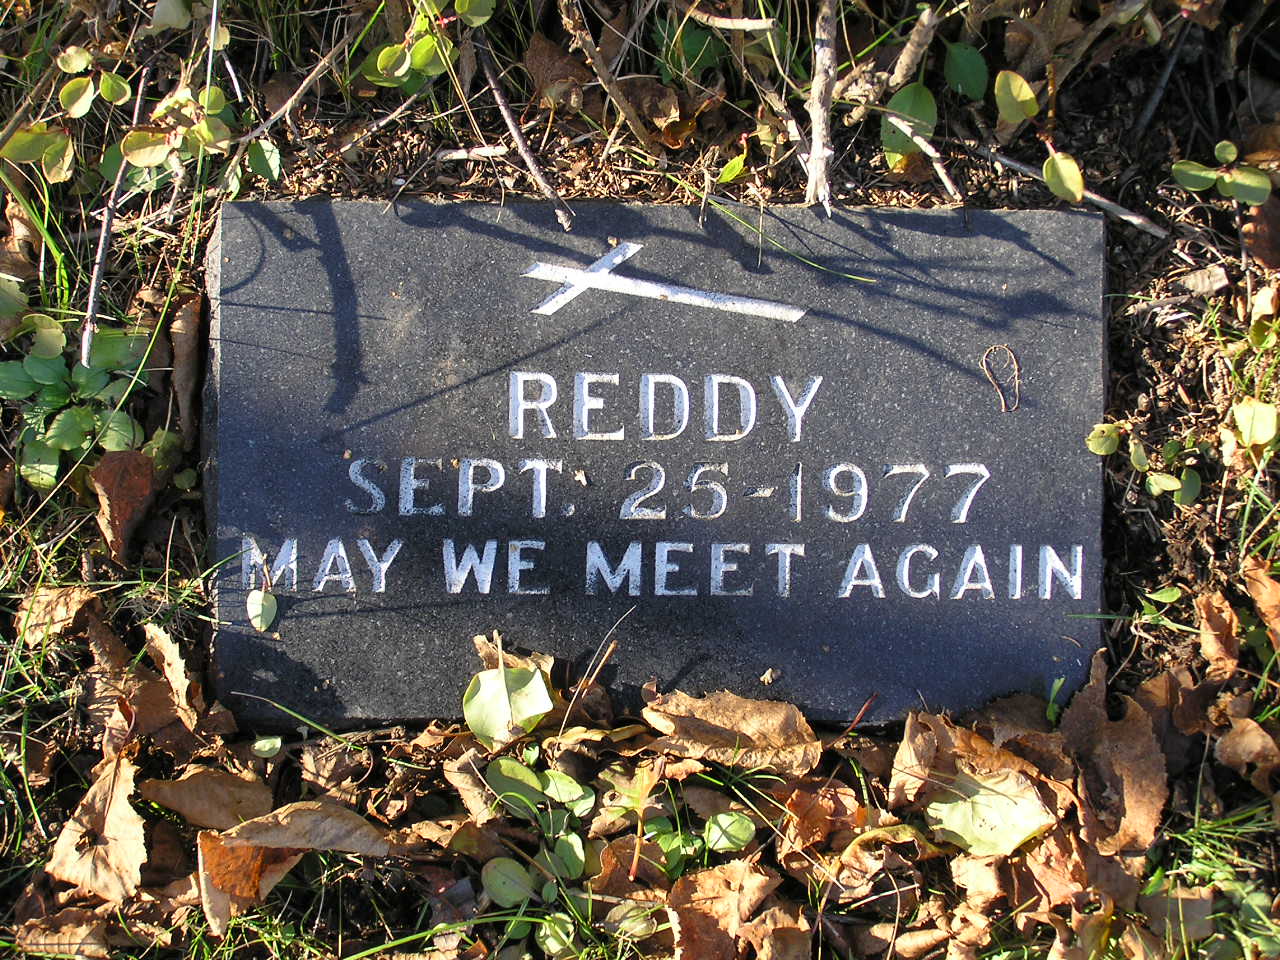 REDDY
SEPT. 25-1977
MAY WE MEET AGAIN